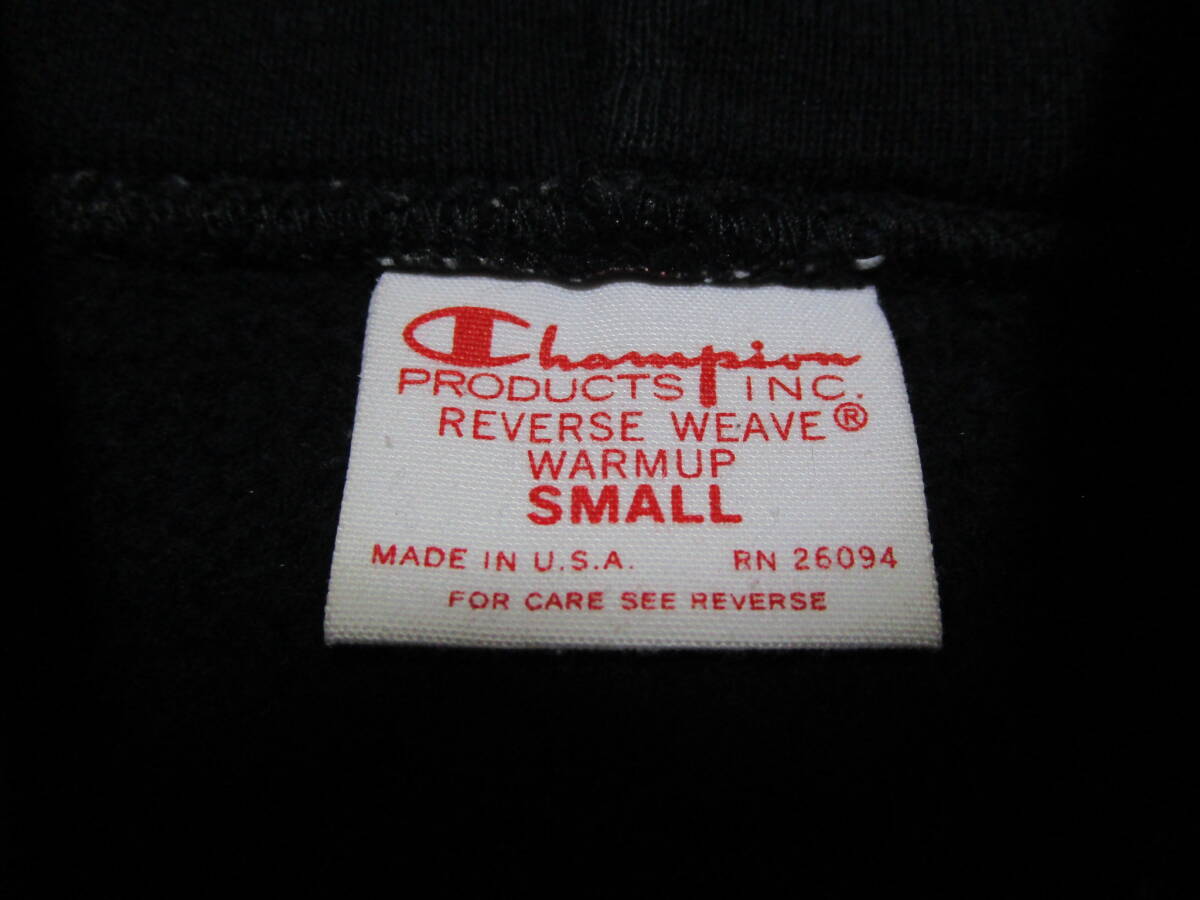 Champion
PRODUCTS INC.
REVERSE WEAVE®
WARMUP
SMALL
MADE IN U.S.A. RN 26094
FOR CARE SEE REVERSE